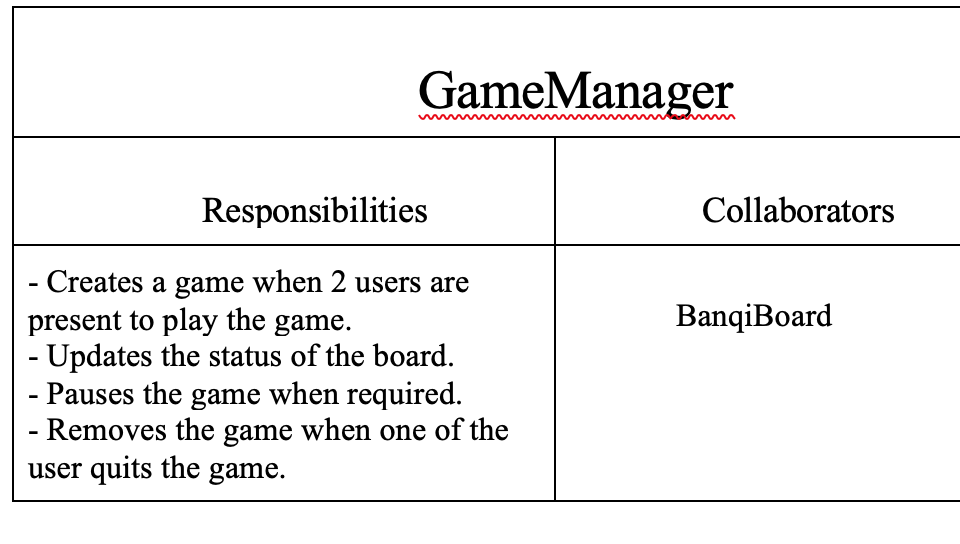 GameManager
Responsibilities
Collaborators
- Creates a game when 2 users are
present to play the game.
- Updates the status of the board.
- Pauses the game when required.
- Removes the game when one of the
user quits the game.
BanqiBoard